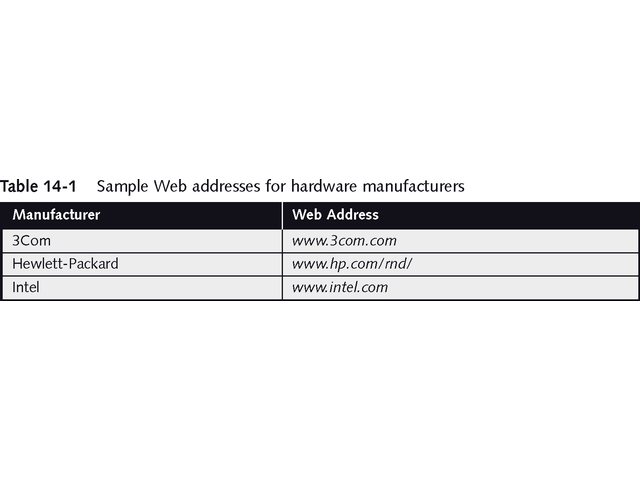 Table 14-1 Sample Web addresses for hardware manufacturers
Manufacturer Web Address
3Com www.3com.com
Hewlett-Packard www.hp.com/rnd/
Intel www.intel.com